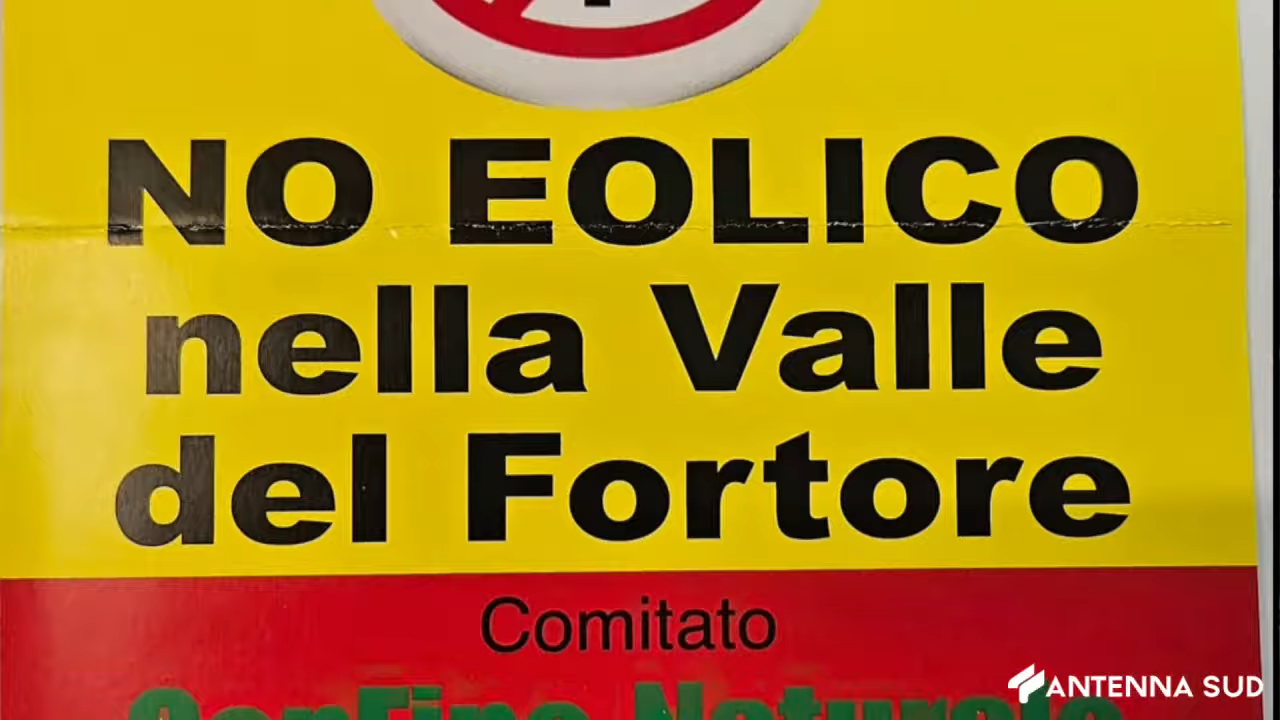 NO EOLICO
nella Valle
del Fortore
Comitato
ConFine Naturale
ANTENNA SUD